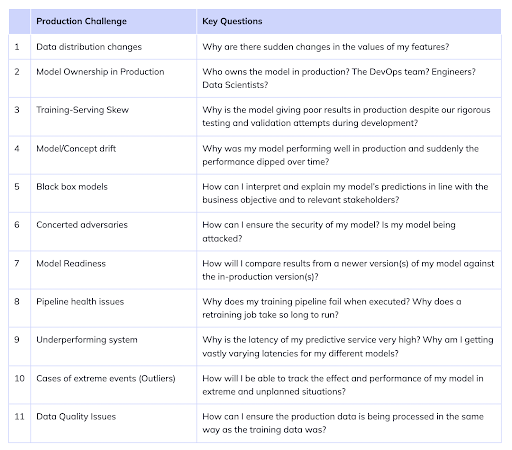 Production Challenge Key Questions
1 Data distribution changes Why are there sudden changes in the values of my features?
2 Model Ownership in Production Who owns the model in production? The DevOps team? Engineers?
Data Scientists?
3 Training-Serving Skew Why is the model giving poor results in production despite our rigorous
testing and validation attempts during development?
4 Model/Concept drift Why was my model performing well in production and suddenly the
performance dipped over time?
5 Black box models How can I interpret and explain my model's predictions in line with the
business objective and to relevant stakeholders?
6 Concerted adversaries How can I ensure the security of my model? Is my model being
attacked?
7 Model Readiness How will I compare results from a newer version(s) of my model against
the in-production version(s)?
8 Pipeline health issues Why does my training pipeline fail when executed? Why does a
retraining job take so long to run?
9 Underperforming system Why is the latency of my predictive service very high? Why am I getting
vastly varying latencies for my different models?
10 Cases of extreme events (Outliers) How will I be able to track the effect and performance of my model in
extreme and unplanned situations?
11 Data Quality Issues How can I ensure the production data is being processed in the same
way as the training data was?